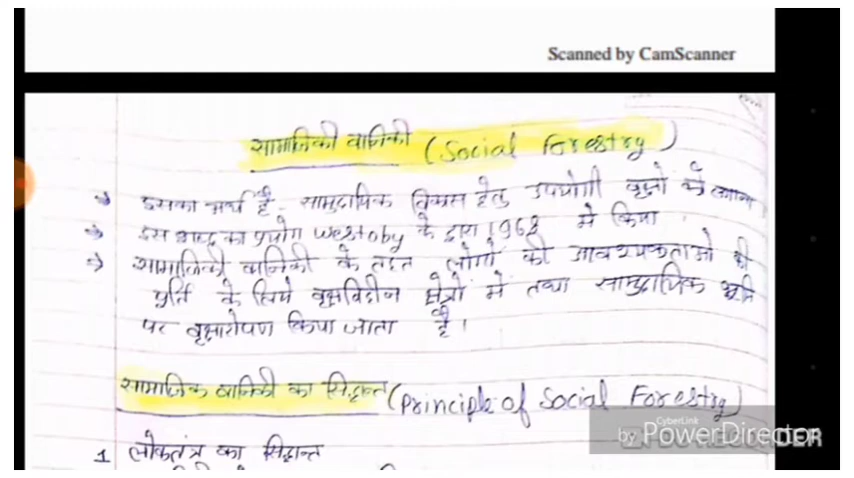 Scanned by CamScanner
सामाजिकी वानिकी (Social Forestry)
→ इसका अर्थ है - सामुदायिक विकास हेतु उपयोगी वृक्षों को लगाना
→ इस शब्द का प्रयोग Westoby के द्वारा 1968 में किया
→ सामाजिकी वानिकी के तहत लोगों की आवश्यकताओं की
पूर्ति के लिये वृक्षविहीन क्षेत्रों में तथा सामुदायिक भूमि
पर वृक्षारोपण किया जाता है।
सामाजिक वानिकी का सिद्धान्त (Principle of Social Forestry)
CyberLink
by PowerDirector
1 लोकतंत्र का सिद्धान्त